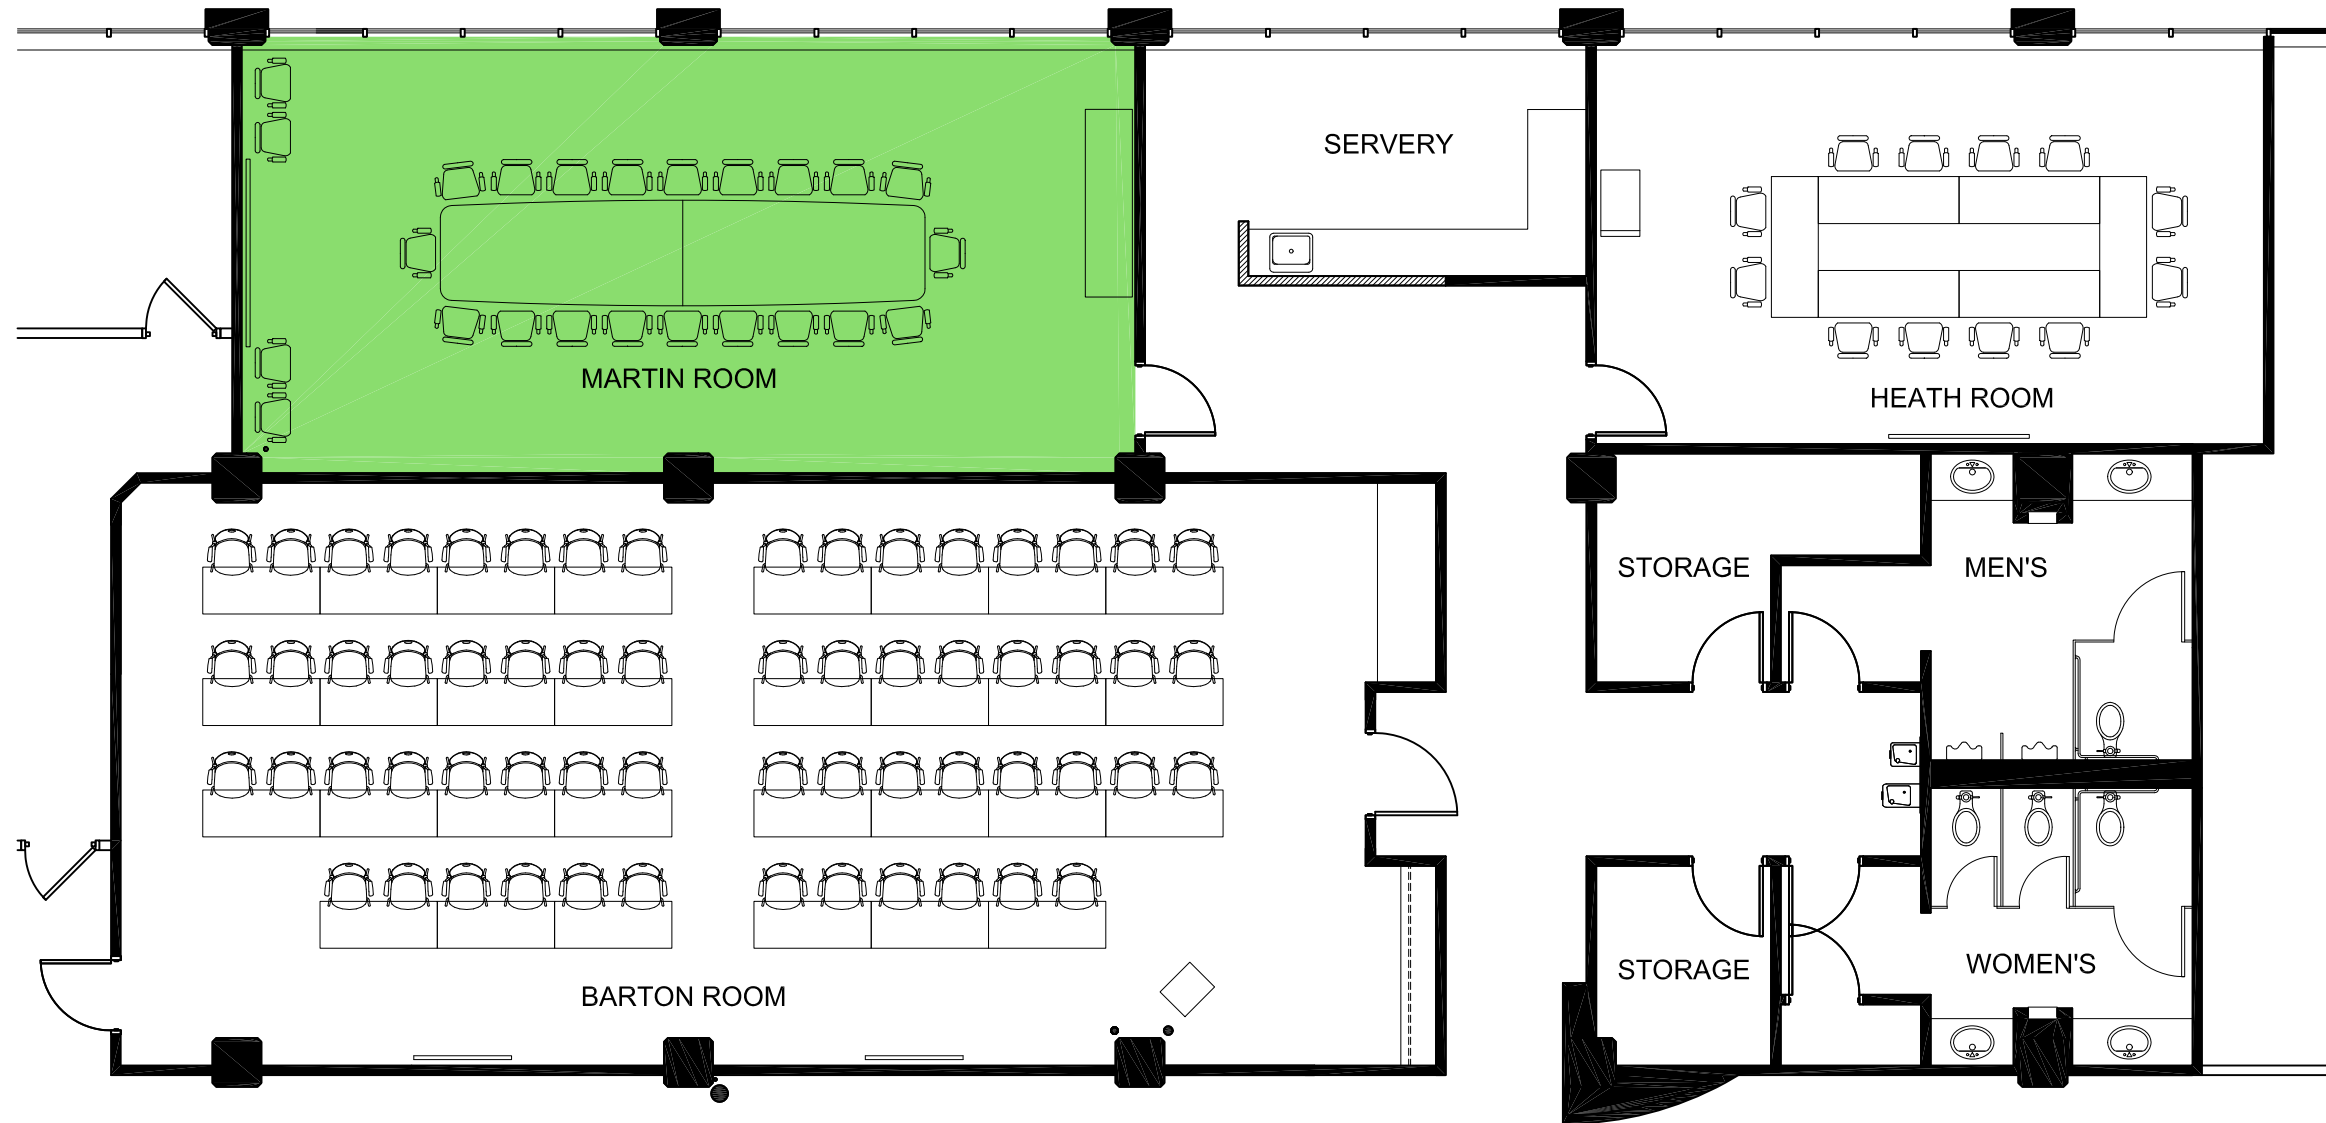 SERVERY
MARTIN ROOM
HEATH ROOM
STORAGE
MEN'S
BARTON ROOM
STORAGE
WOMEN'S